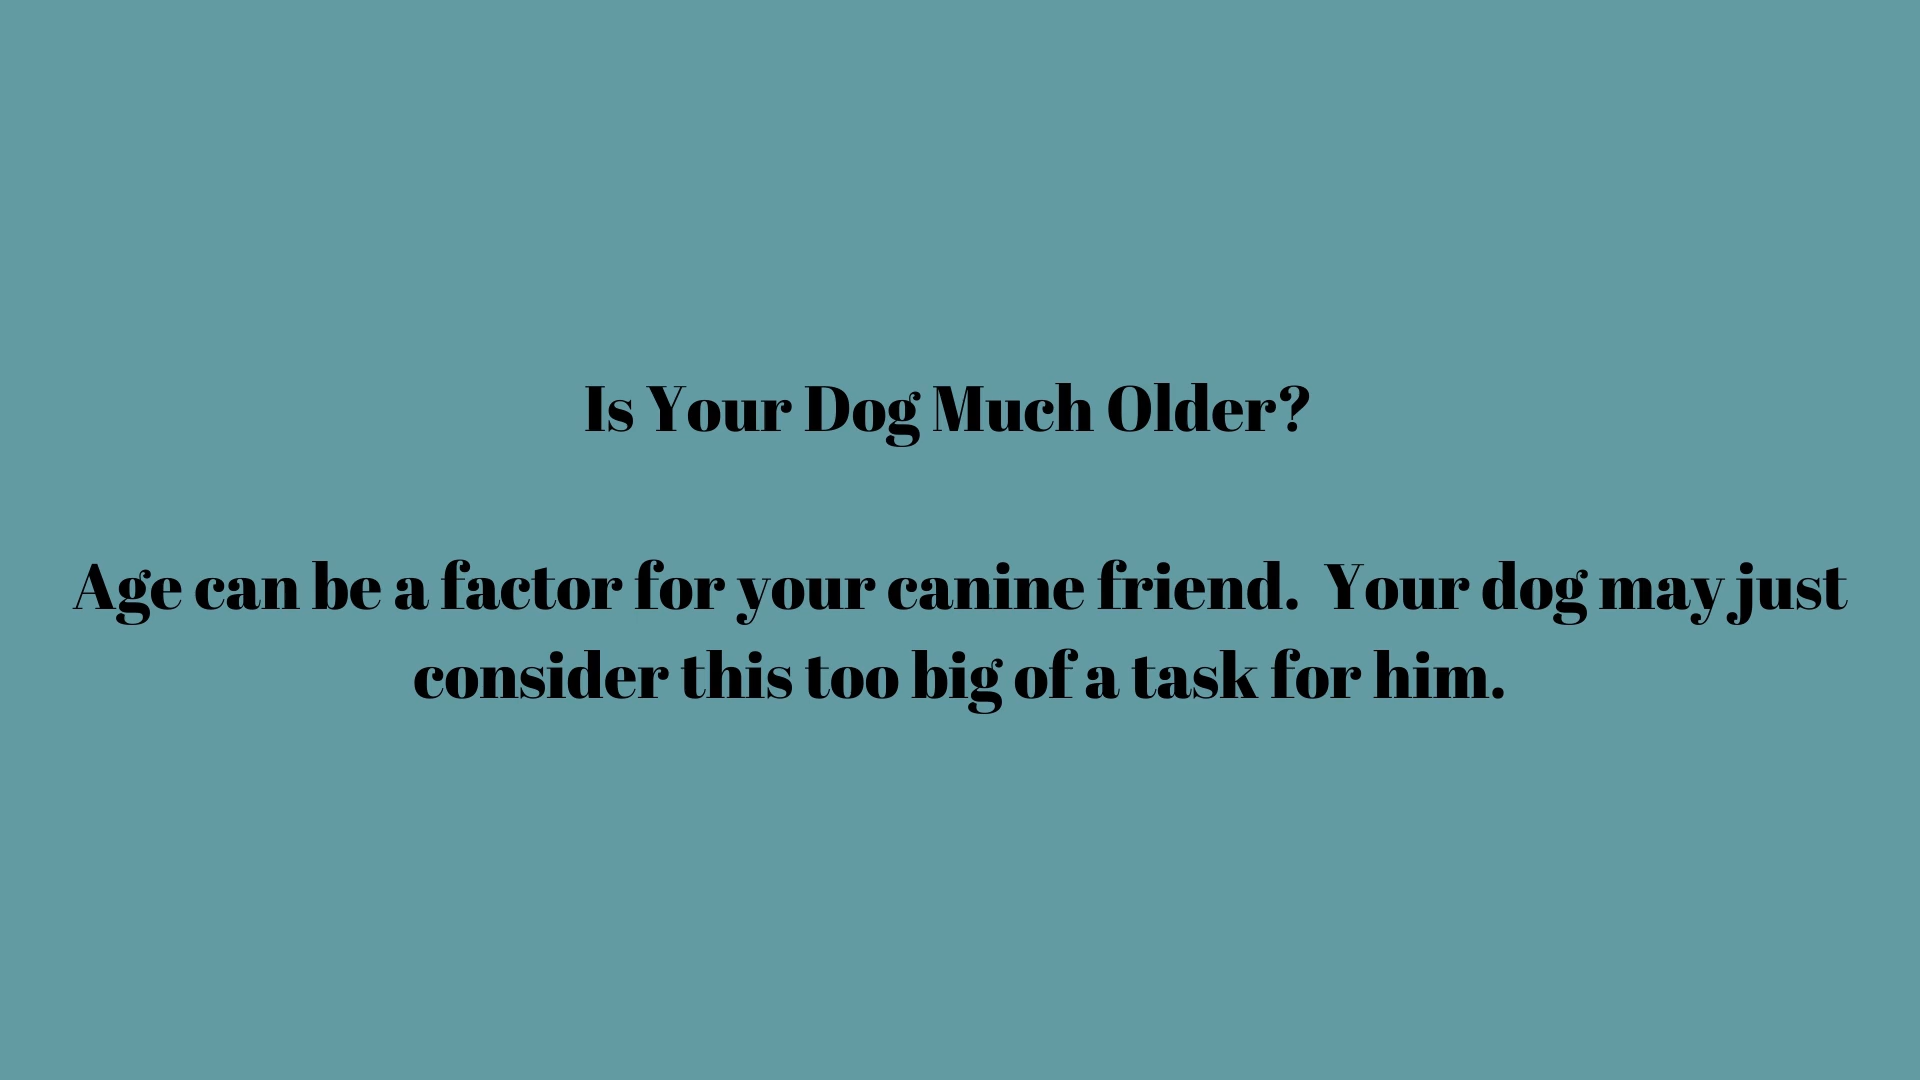 Is Your Dog Much Older?
Age can be a factor for your canine friend.  Your dog may just
consider this too big of a task for him.